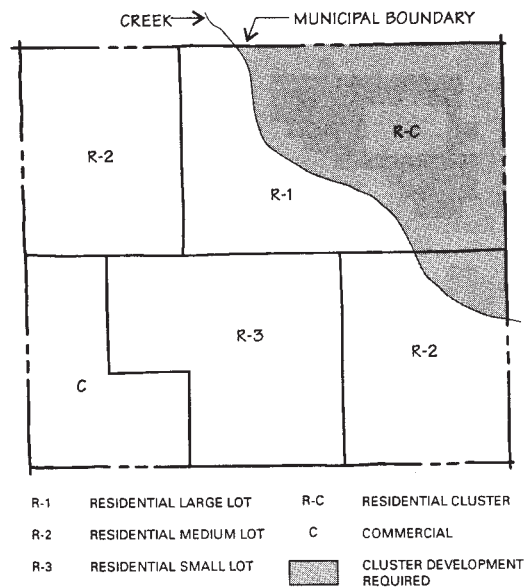 CREEK
MUNICIPAL BOUNDARY
R-2
R-C
R-1
R-3
R-2
C
R-1 RESIDENTIAL LARGE LOT
R-C RESIDENTIAL CLUSTER
R-2 RESIDENTIAL MEDIUM LOT
C COMMERCIAL
R-3 RESIDENTIAL SMALL LOT
CLUSTER DEVELOPMENT
REQUIRED